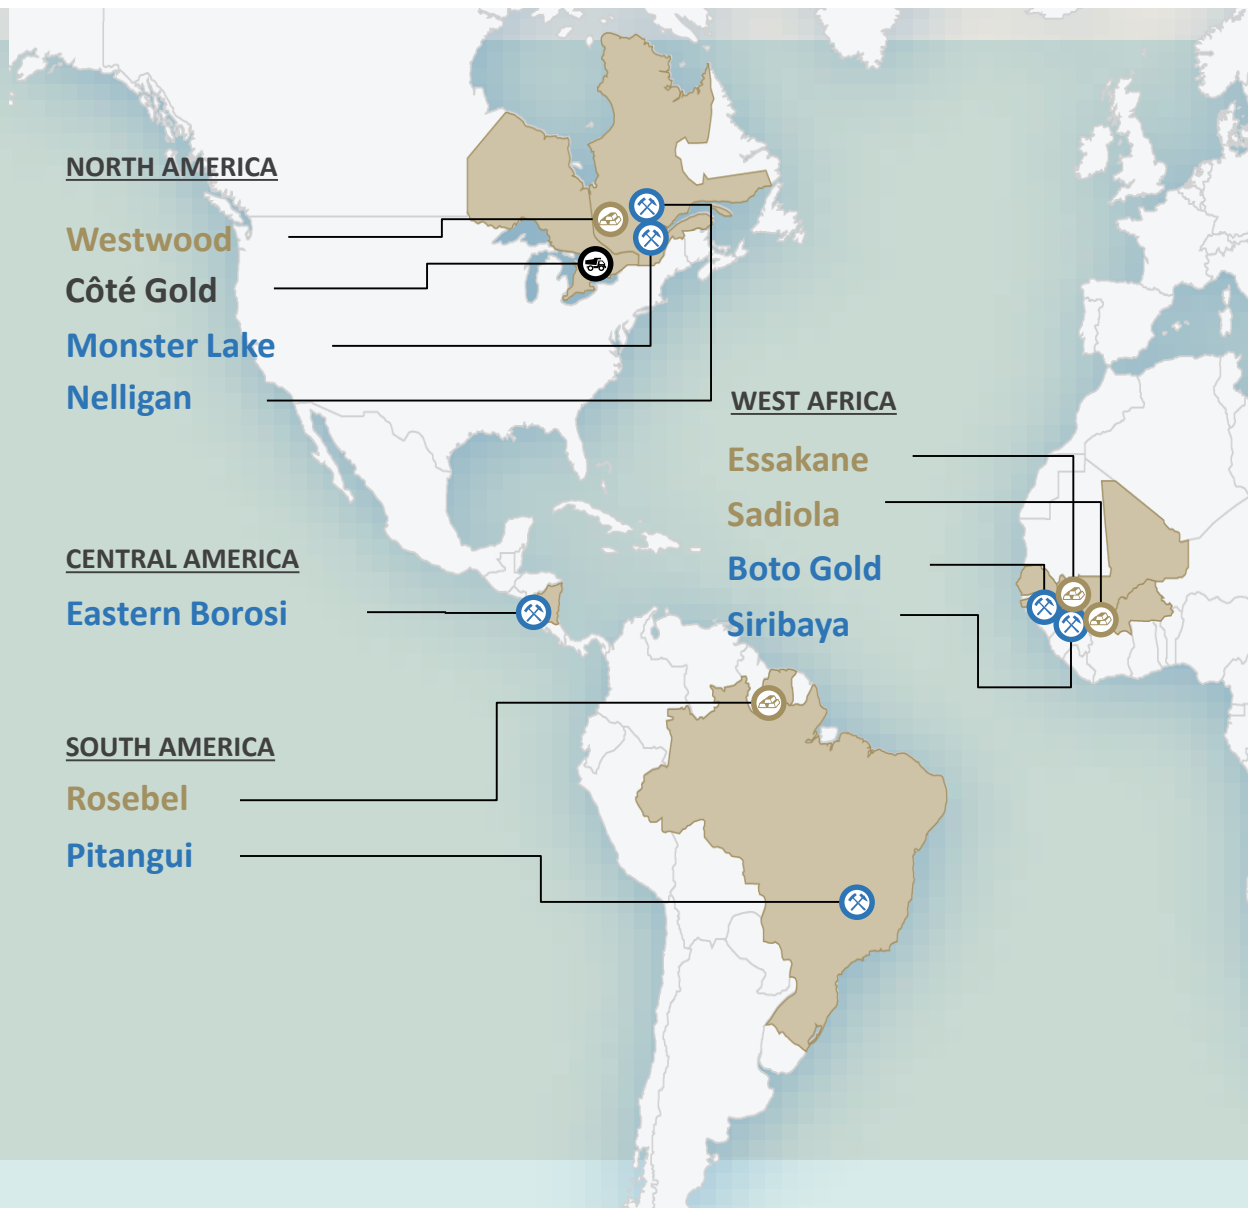 NORTH AMERICA
Westwood
Côté Gold
Monster Lake
Nelligan
CENTRAL AMERICA
Eastern Borosi
SOUTH AMERICA
Rosebel
Pitangui
WEST AFRICA
Essakane
Sadiola
Boto Gold
Siribaya